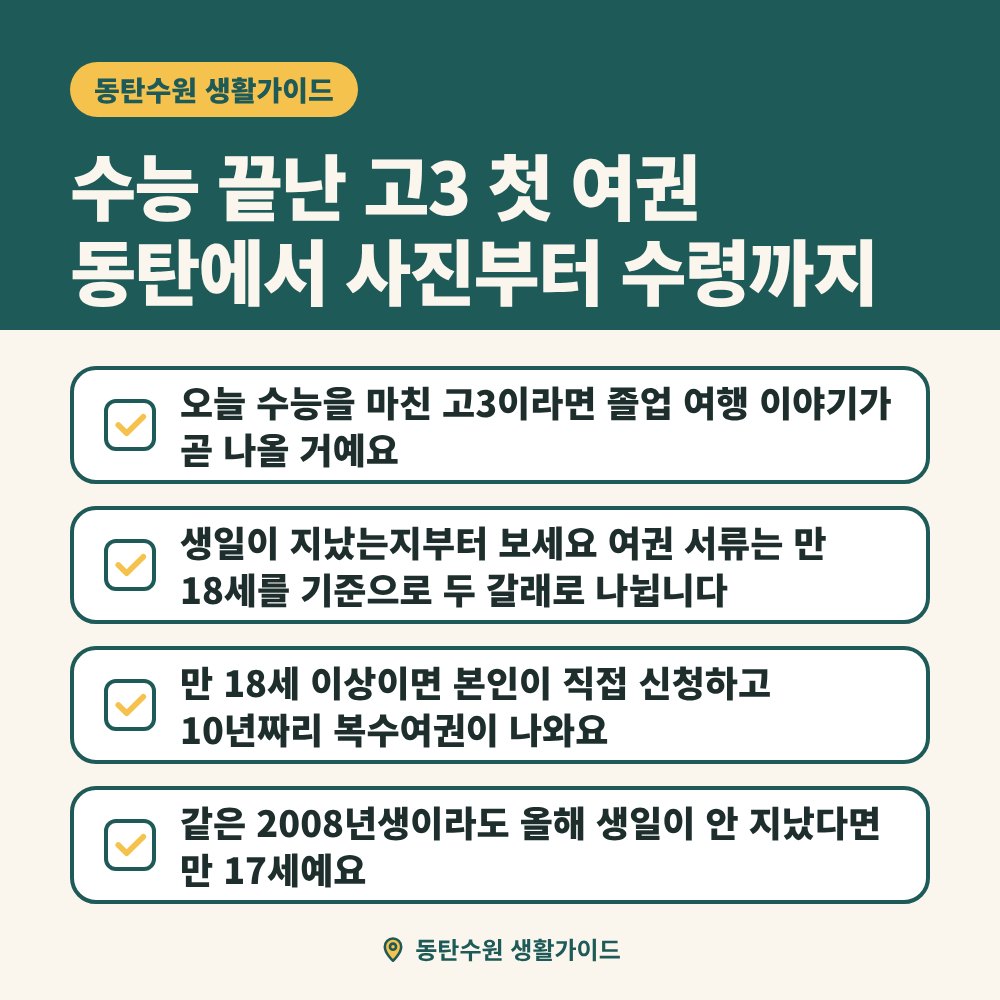 동탄수원 생활가이드
수능 끝난 고3 첫 여권
동탄에서 사진부터 수령까지
오늘 수능을 마친 고3이라면 졸업 여행 이야기가
곧 나올 거예요
생일이 지났는지부터 보세요 여권 서류는 만
18세를 기준으로 두 갈래로 나뉩니다
만 18세 이상이면 본인이 직접 신청하고
10년짜리 복수여권이 나와요
같은 2008년생이라도 올해 생일이 안 지났다면
만 17세예요
동탄수원 생활가이드